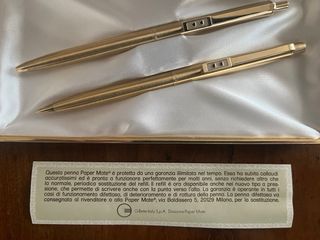 Questa penna Paper Mate® è protetta da una garanzia illimitata nel tempo. Essa ha subito collaudi
accuratissimi ed è pronta a funzionare perfettamente per molti anni, senza richiedere altro che
la normale, periodica sostituzione del refill. Il refill è ora disponibile anche nel nuovo tipo a pres-
sione, che permette di scrivere anche con la punta verso l'alto. La garanzia è operante in tutti i
casi di funzionamento difettoso, di deterioramento e di rottura della penna. La penna difettosa va
consegnata al rivenditore o alla Paper Mate®, via Baldissera 5, 20129 Milano, per la sostituzione.
Gillette Italy S.p.A. Divisione Paper Mate